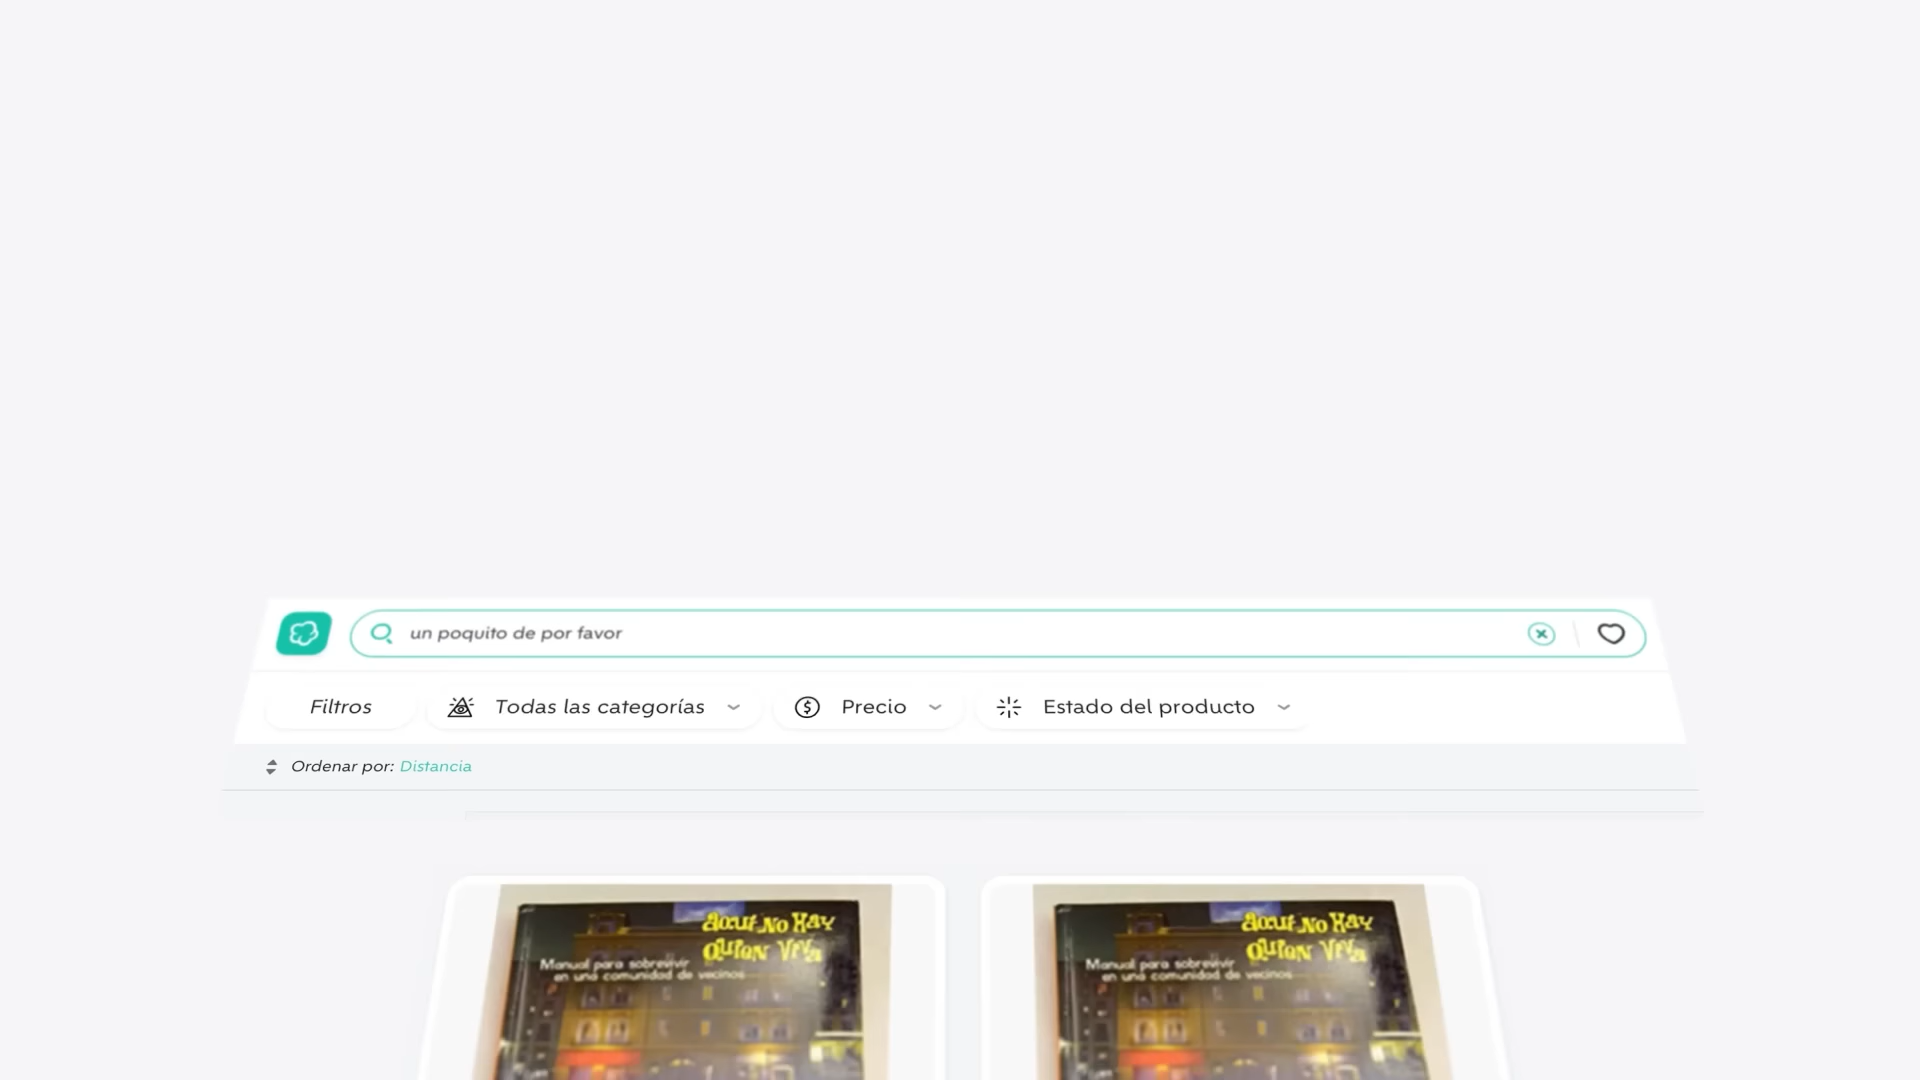 un poquito de por favor
Filtros
Todas las categorías
Precio
Estado del producto
Ordenar por: Distancia
aquí No Hay
Quien Viva
Manual para sobrevivir
en una comunidad de vecinos
aquí No Hay
Quien Viva
Manual para sobrevivir
en una comunidad de vecinos